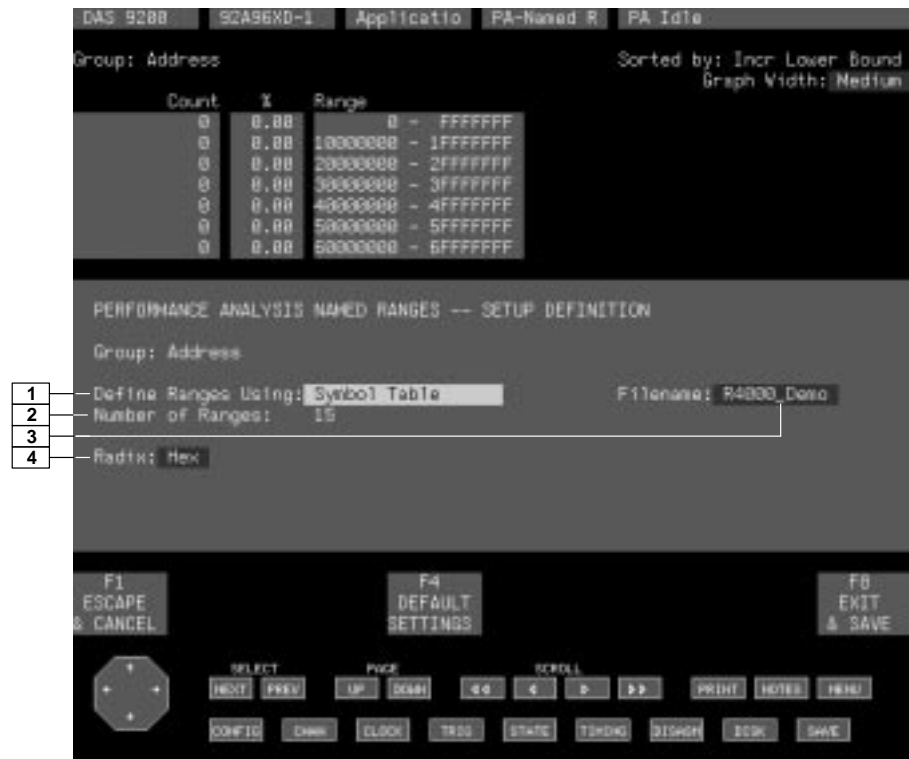 DAS 9200 92A96XD-1 Applicatio PA-Named R PA Idle
Group: Address Sorted by: Incr Lower Bound
Graph Width: Medium
Count % Range
0 0.00 0 - FFFFFFF
0 0.00 10000000 - 1FFFFFFF
0 0.00 20000000 - 2FFFFFFF
0 0.00 30000000 - 3FFFFFFF
0 0.00 40000000 - 4FFFFFFF
0 0.00 50000000 - 5FFFFFFF
0 0.00 60000000 - 6FFFFFFF
PERFORMANCE ANALYSIS NAMED RANGES -- SETUP DEFINITION
Group: Address
1 Define Ranges Using: Symbol Table Filename: R4000_Demo
2 Number of Ranges: 15
3
4 Radix: Hex
F1 F4 F8
ESCAPE DEFAULT EXIT
& CANCEL SETTINGS & SAVE
SELECT PAGE SCROLL
NEXT PREV UP DOWN PRINT NOTES MENU
CONFIG CHAN CLOCK TRIG STATE TIMING DISASM DISK SAVE